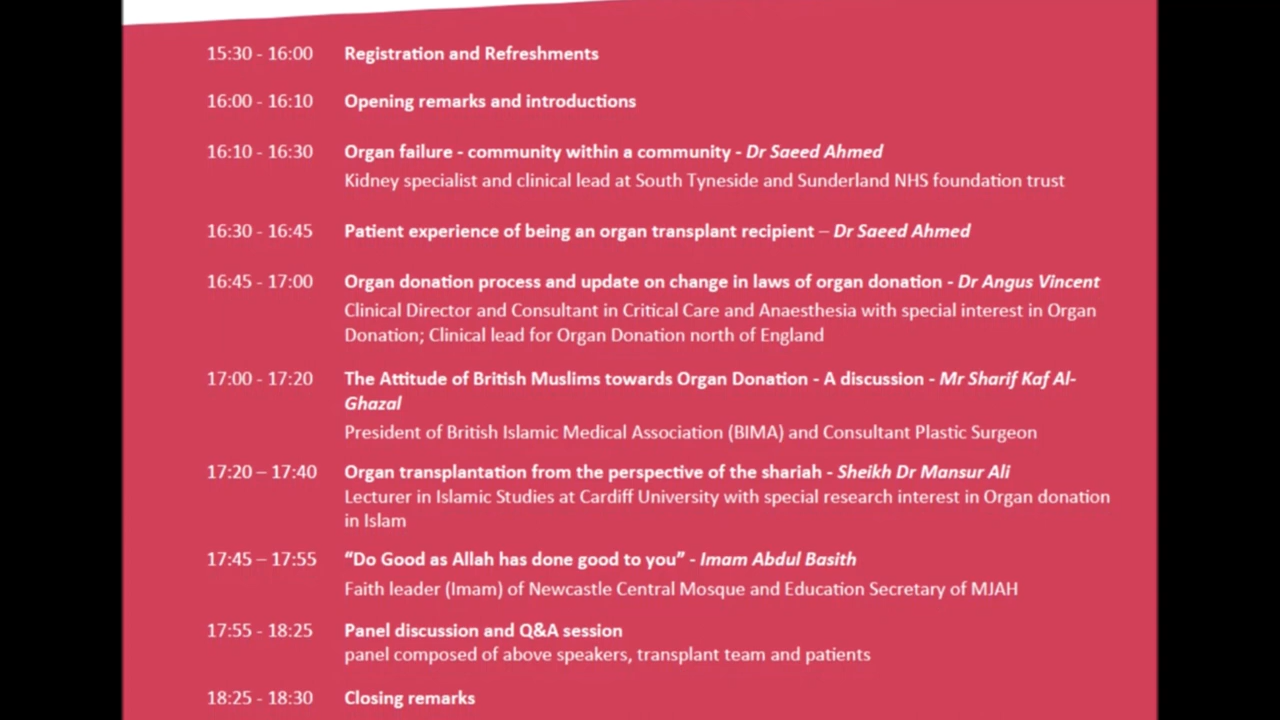 15:30 - 16:00 Registration and Refreshments
16:00 - 16:10 Opening remarks and introductions
16:10 - 16:30 Organ failure - community within a community - Dr Saeed Ahmed
Kidney specialist and clinical lead at South Tyneside and Sunderland NHS foundation trust
16:30 - 16:45 Patient experience of being an organ transplant recipient – Dr Saeed Ahmed
16:45 - 17:00 Organ donation process and update on change in laws of organ donation - Dr Angus Vincent
Clinical Director and Consultant in Critical Care and Anaesthesia with special interest in Organ
Donation; Clinical lead for Organ Donation north of England
17:00 - 17:20 The Attitude of British Muslims towards Organ Donation - A discussion - Mr Sharif Kaf Al-
Ghazal
President of British Islamic Medical Association (BIMA) and Consultant Plastic Surgeon
17:20 – 17:40 Organ transplantation from the perspective of the shariah - Sheikh Dr Mansur Ali
Lecturer in Islamic Studies at Cardiff University with special research interest in Organ donation
in Islam
17:45 – 17:55 “Do Good as Allah has done good to you” - Imam Abdul Basith
Faith leader (Imam) of Newcastle Central Mosque and Education Secretary of MJAH
17:55 - 18:25 Panel discussion and Q&A session
panel composed of above speakers, transplant team and patients
18:25 - 18:30 Closing remarks